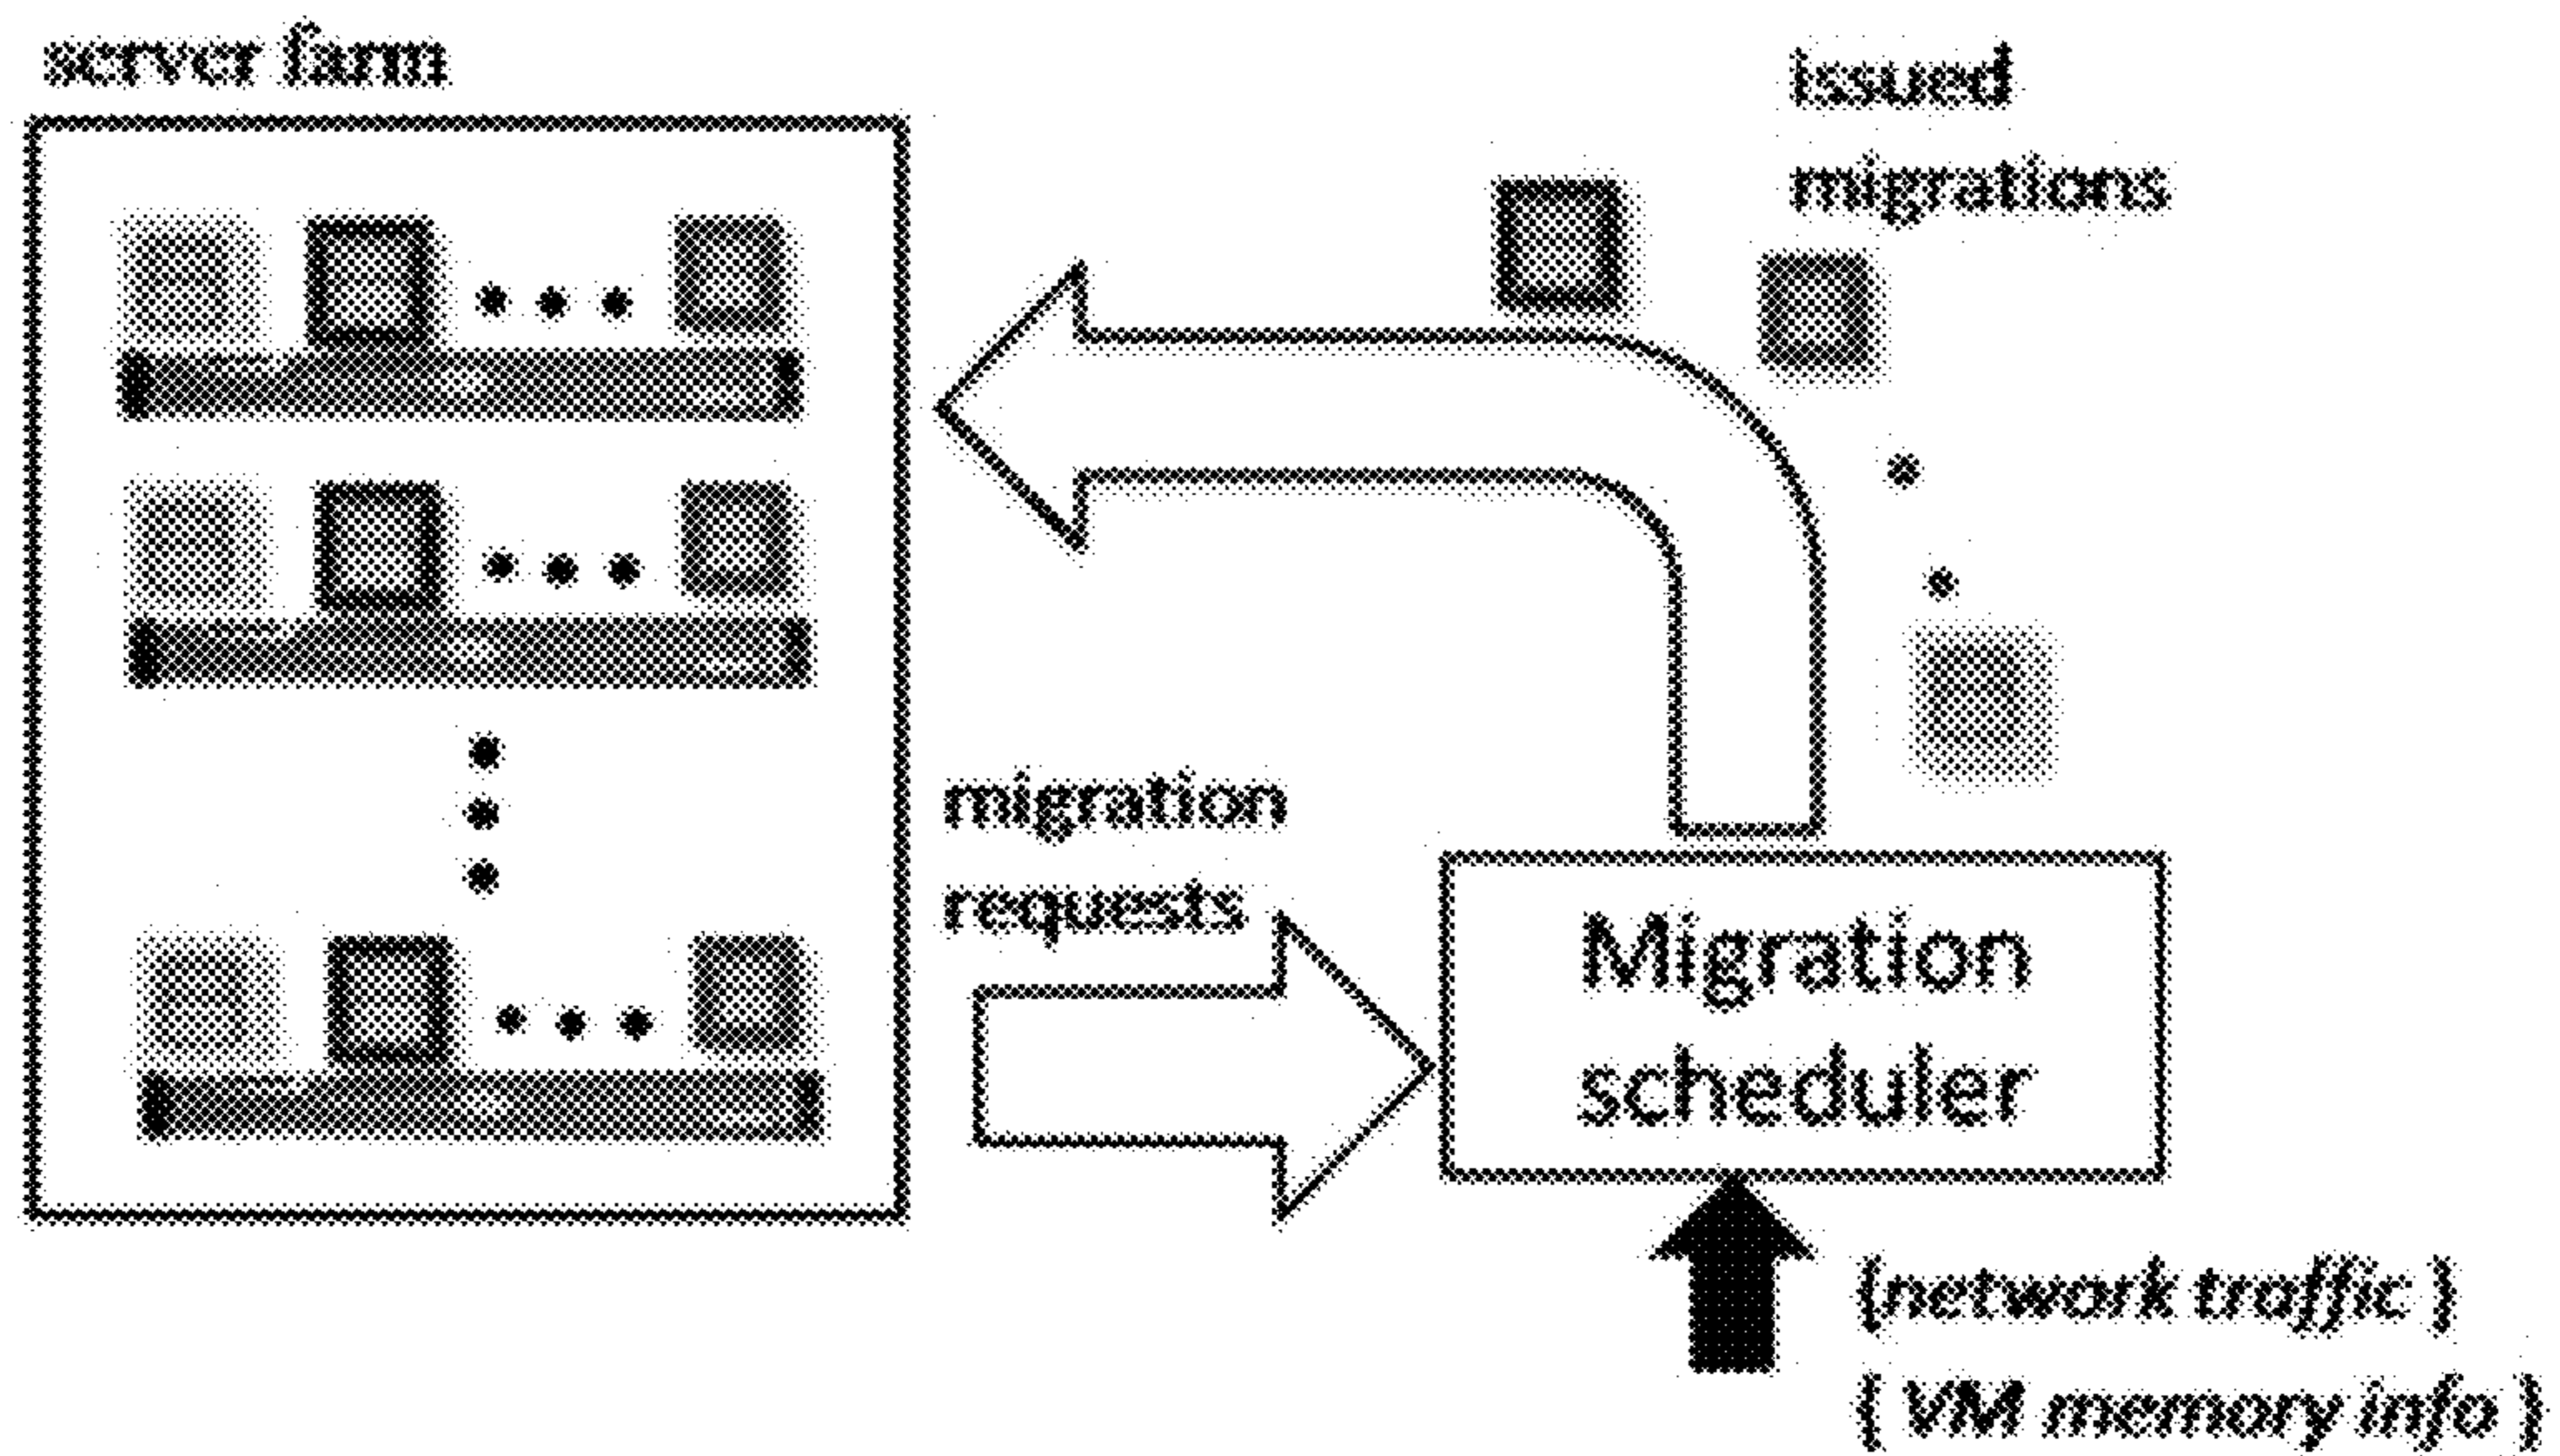 server farm
issued
migrations
migration
requests
Migration
scheduler
{network traffic }
{ VM memory info }